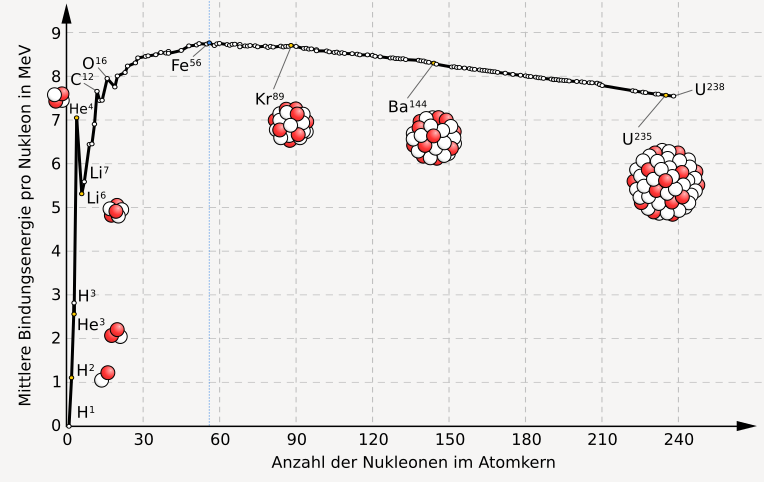 Mittlere Bindungsenergie pro Nukleon in MeV
9
8
7
6
5
4
3
2
1
0
O¹⁶
C¹²
He⁴
Li⁷
Li⁶
H³
He³
H²
H¹
Fe⁵⁶
Kr⁸⁹
Ba¹⁴⁴
U²³⁸
U²³⁵
0 30 60 90 120 150 180 210 240
Anzahl der Nukleonen im Atomkern